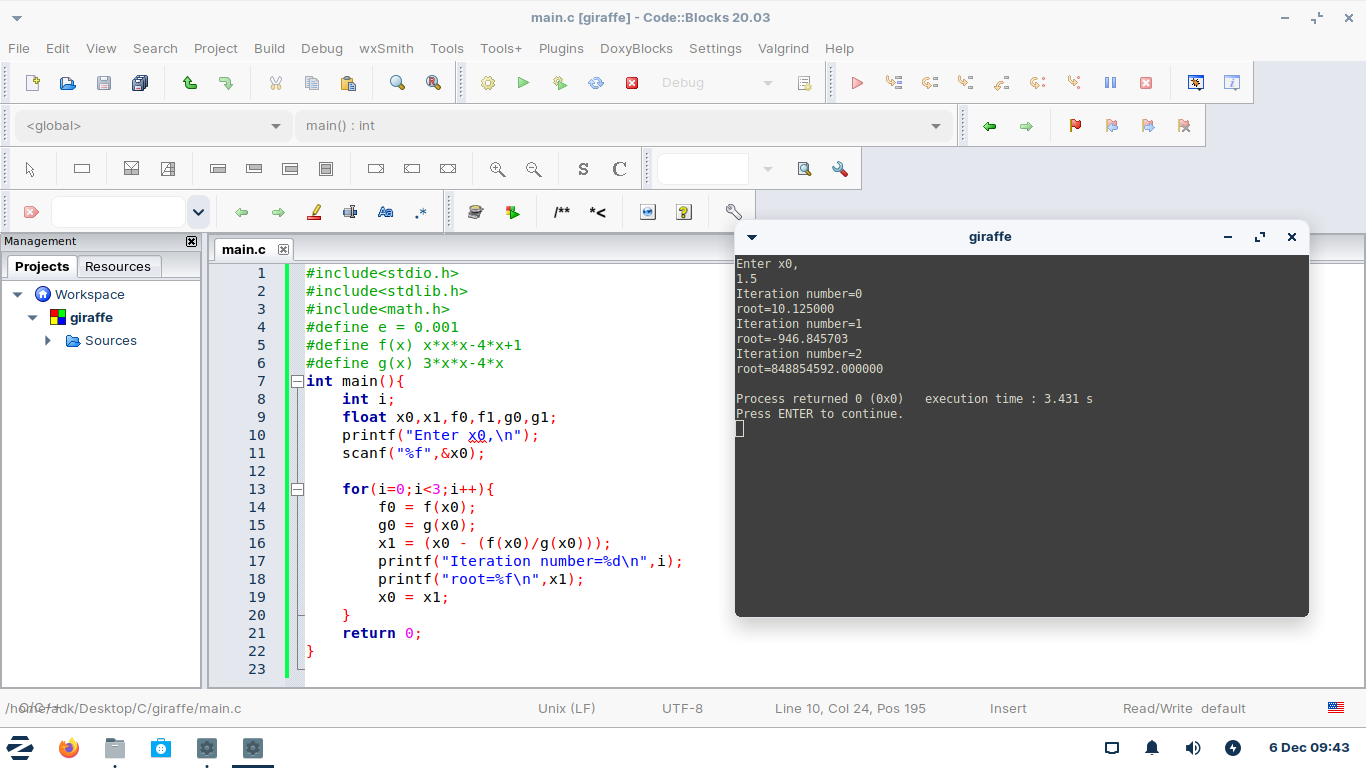 main.c [giraffe] - Code::Blocks 20.03
File Edit View Search Project Build Debug wxSmith Tools Tools+ Plugins DoxyBlocks Settings Valgrind Help
Debug
<global>
main() : int
S C
Aa .* /** *<
Management
Projects Resources
Workspace
giraffe
Sources
main.c
1 #include<stdio.h>
2 #include<stdlib.h>
3 #include<math.h>
4 #define e = 0.001
5 #define f(x) x*x*x-4*x+1
6 #define g(x) 3*x*x-4*x
7 int main(){
8 int i;
9 float x0,x1,f0,f1,g0,g1;
10 printf("Enter x0,\n");
11 scanf("%f",&x0);
12
13 for(i=0;i<3;i++){
14 f0 = f(x0);
15 g0 = g(x0);
16 x1 = (x0 - (f(x0)/g(x0)));
17 printf("Iteration number=%d\n",i);
18 printf("root=%f\n",x1);
19 x0 = x1;
20 }
21 return 0;
22 }
23
giraffe
Enter x0,
1.5
Iteration number=0
root=10.125000
Iteration number=1
root=-946.845703
Iteration number=2
root=848854592.000000
Process returned 0 (0x0) execution time : 3.431 s
Press ENTER to continue.
/home/adk/Desktop/C/giraffe/main.c
C/C++
Unix (LF)
UTF-8
Line 10, Col 24, Pos 195
Insert
Read/Write default
6 Dec 09:43